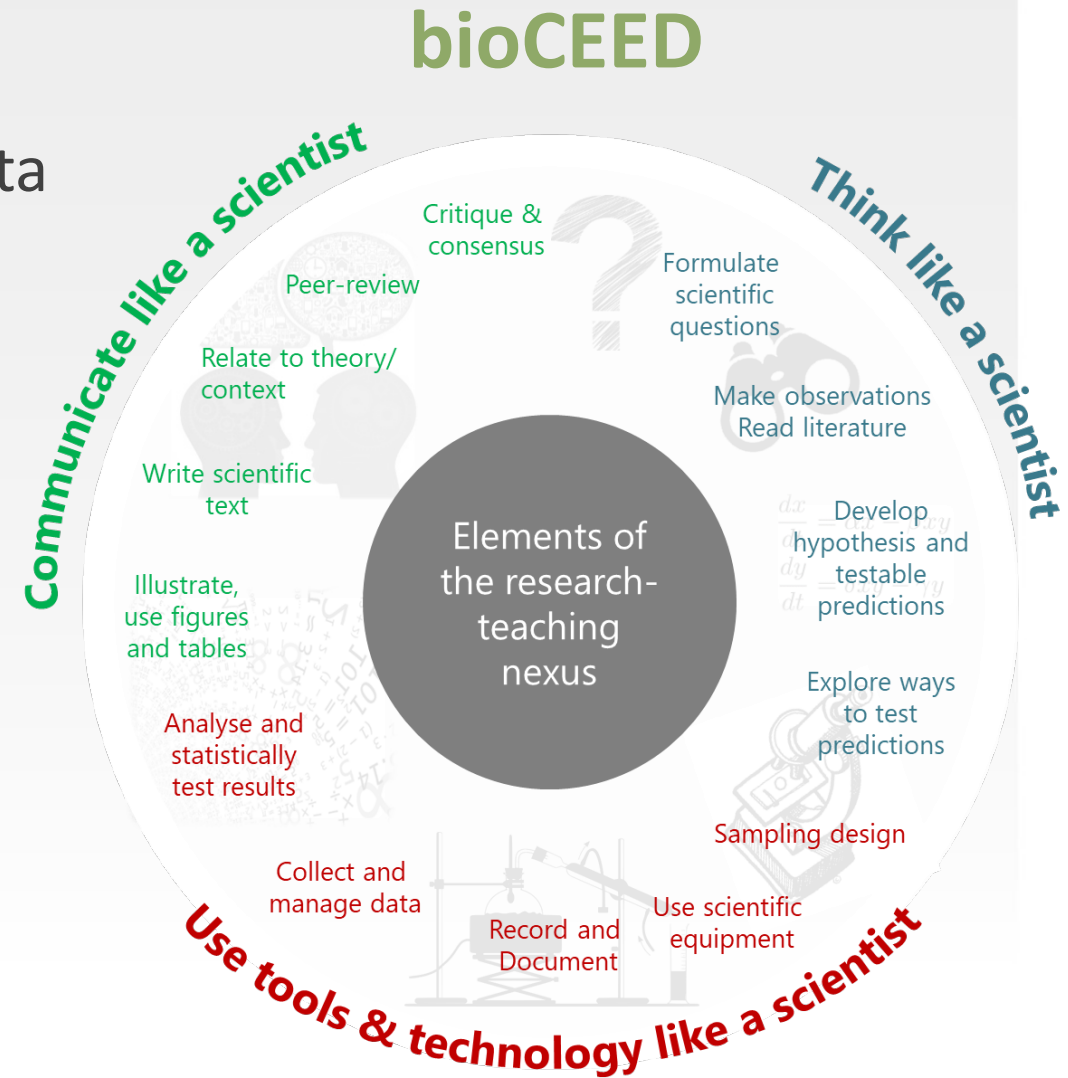 bioCEED
ta
Communicate like a scientist
Think like a scientist
Use tools & technology like a scientist
Critique &
consensus
Peer-review
Relate to theory/
context
Write scientific
text
Illustrate,
use figures
and tables
Formulate
scientific
questions
Make observations
Read literature
Develop
hypothesis and
testable
predictions
Explore ways
to test
predictions
Sampling design
Use scientific
equipment
Record and
Document
Collect and
manage data
Analyse and
statistically
test results
Elements of
the research-
teaching
nexus